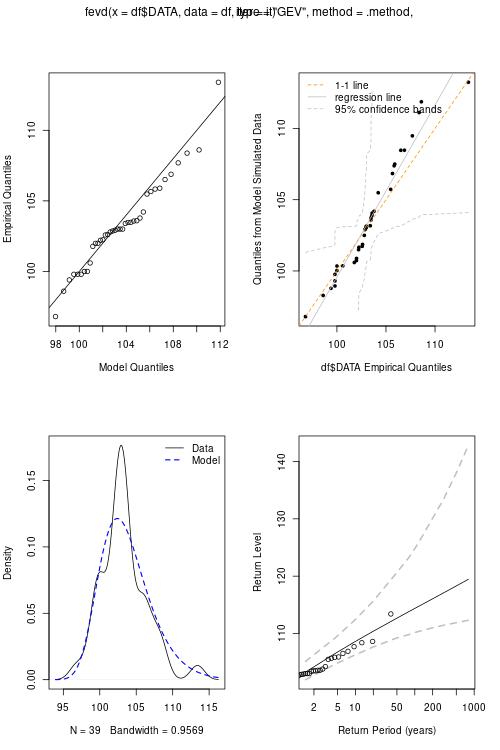 fevd(x = df$DATA, data = df, type = "GEV", method = .method,
110
105
100
98 100 104 108 112
Empirical Quantiles
Model Quantiles
1-1 line
regression line
95% confidence bands
110
105
100
100 105 110
Quantiles from Model Simulated Data
df$DATA Empirical Quantiles
Data
Model
0.15
0.10
0.05
0.00
95 100 105 110 115
Density
N = 39 Bandwidth = 0.9569
140
130
120
110
2 5 10 50 200 1000
Return Level
Return Period (years)